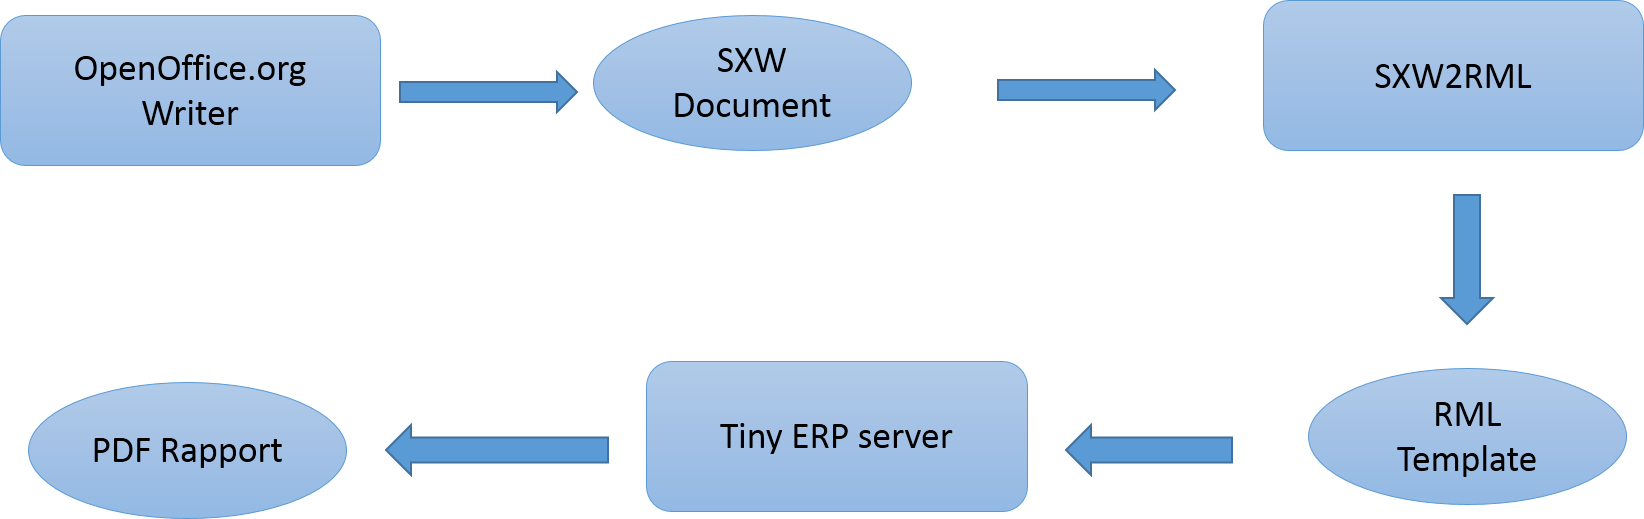 OpenOffice.org
Writer
SXW
Document
SXW2RML
RML
Template
Tiny ERP server
PDF Rapport